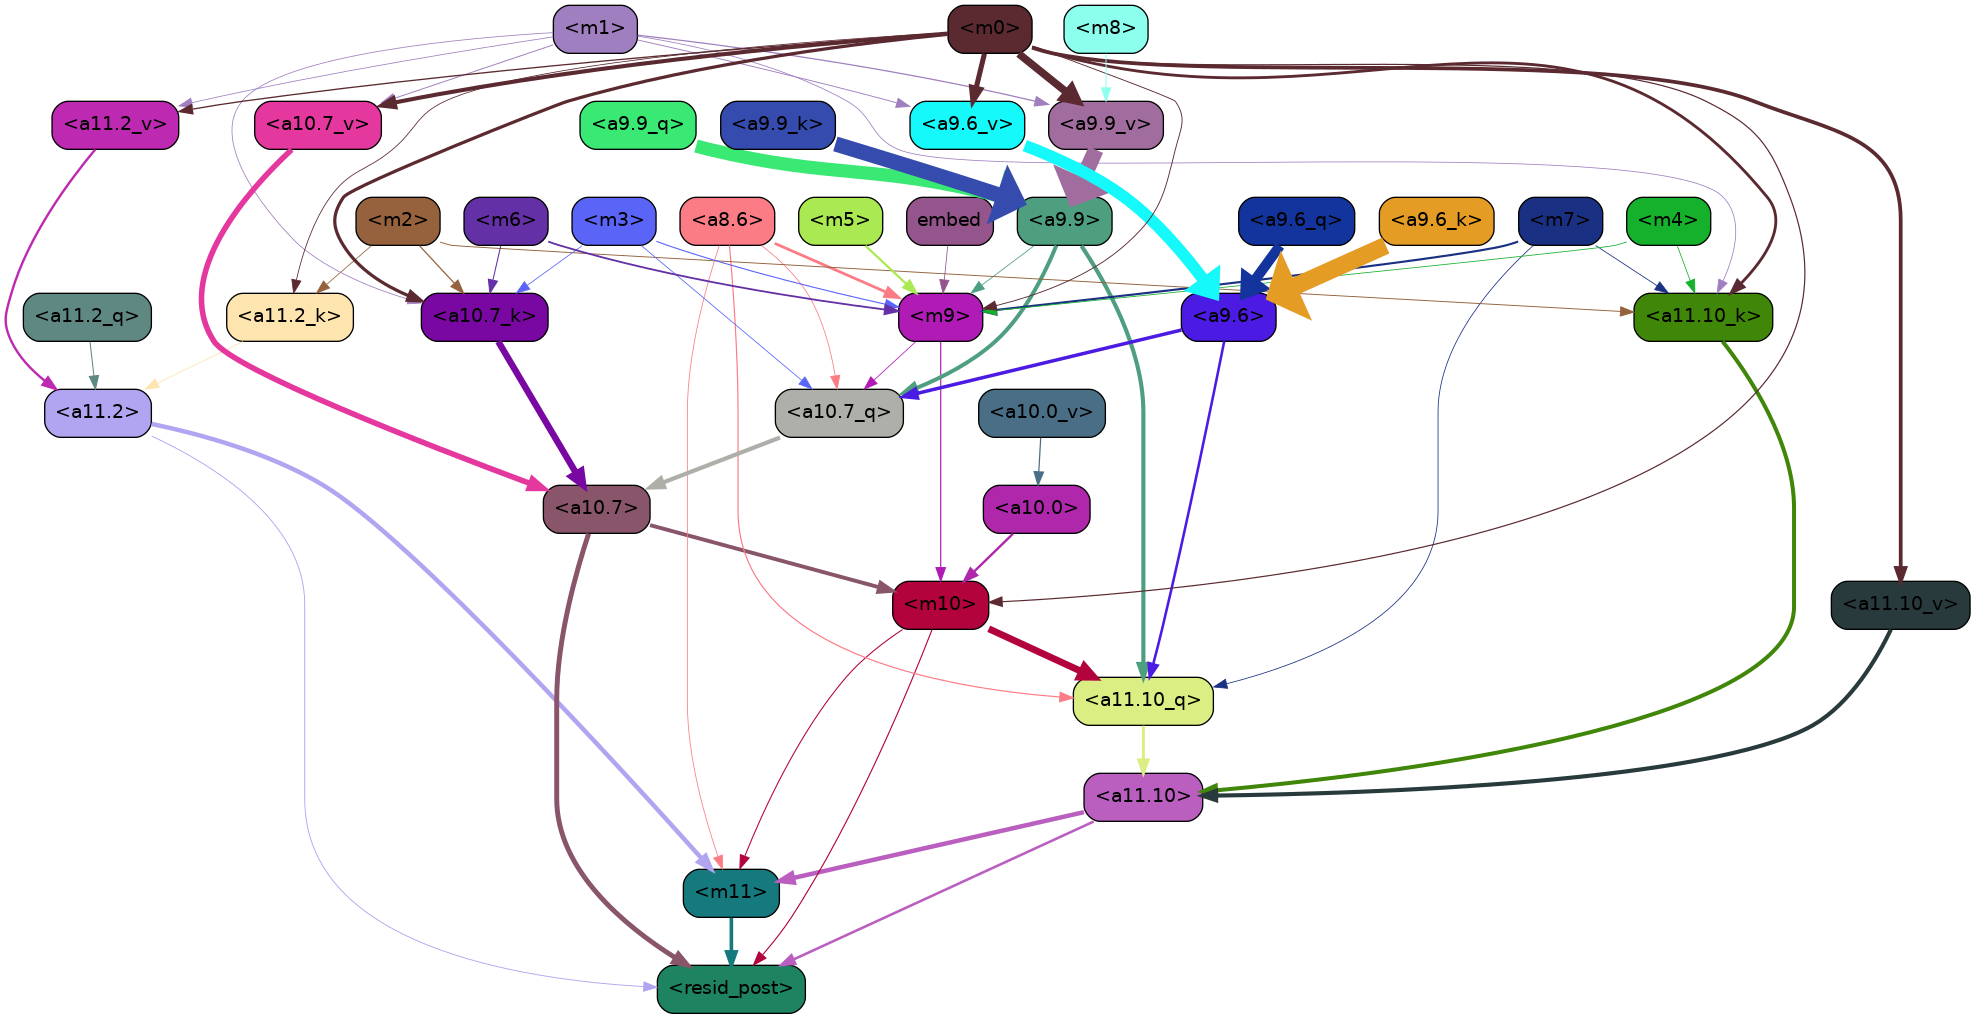 <m1>
<m0>
<m8>
<a11.2_v>
<a10.7_v>
<a9.9_q>
<a9.9_k>
<a9.6_v>
<a9.9_v>
<m2>
<m6>
<m3>
<a8.6>
<m5>
embed
<a9.9>
<a9.6_q>
<a9.6_k>
<m7>
<m4>
<a11.2_q>
<a11.2_k>
<a10.7_k>
<m9>
<a9.6>
<a11.10_k>
<a11.2>
<a10.7_q>
<a10.0_v>
<a10.7>
<a10.0>
<m10>
<a11.10_v>
<a11.10_q>
<a11.10>
<m11>
<resid_post>